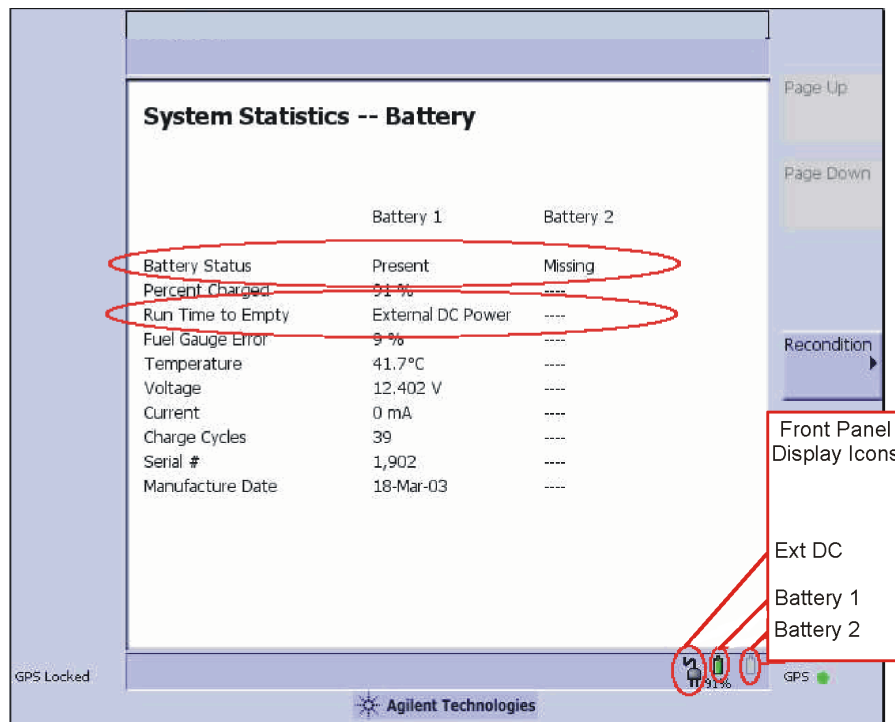 System Statistics -- Battery
Battery 1 Battery 2
Battery Status Present Missing
Percent Charged 91 % ----
Run Time to Empty External DC Power ----
Fuel Gauge Error 9 % ----
Temperature 41.7°C ----
Voltage 12.402 V ----
Current 0 mA ----
Charge Cycles 39 ----
Serial # 1,902 ----
Manufacture Date 18-Mar-03 ----
Page Up
Page Down
Recondition
Front Panel
Display Icons
Ext DC
Battery 1
Battery 2
GPS Locked
91%
GPS
Agilent Technologies